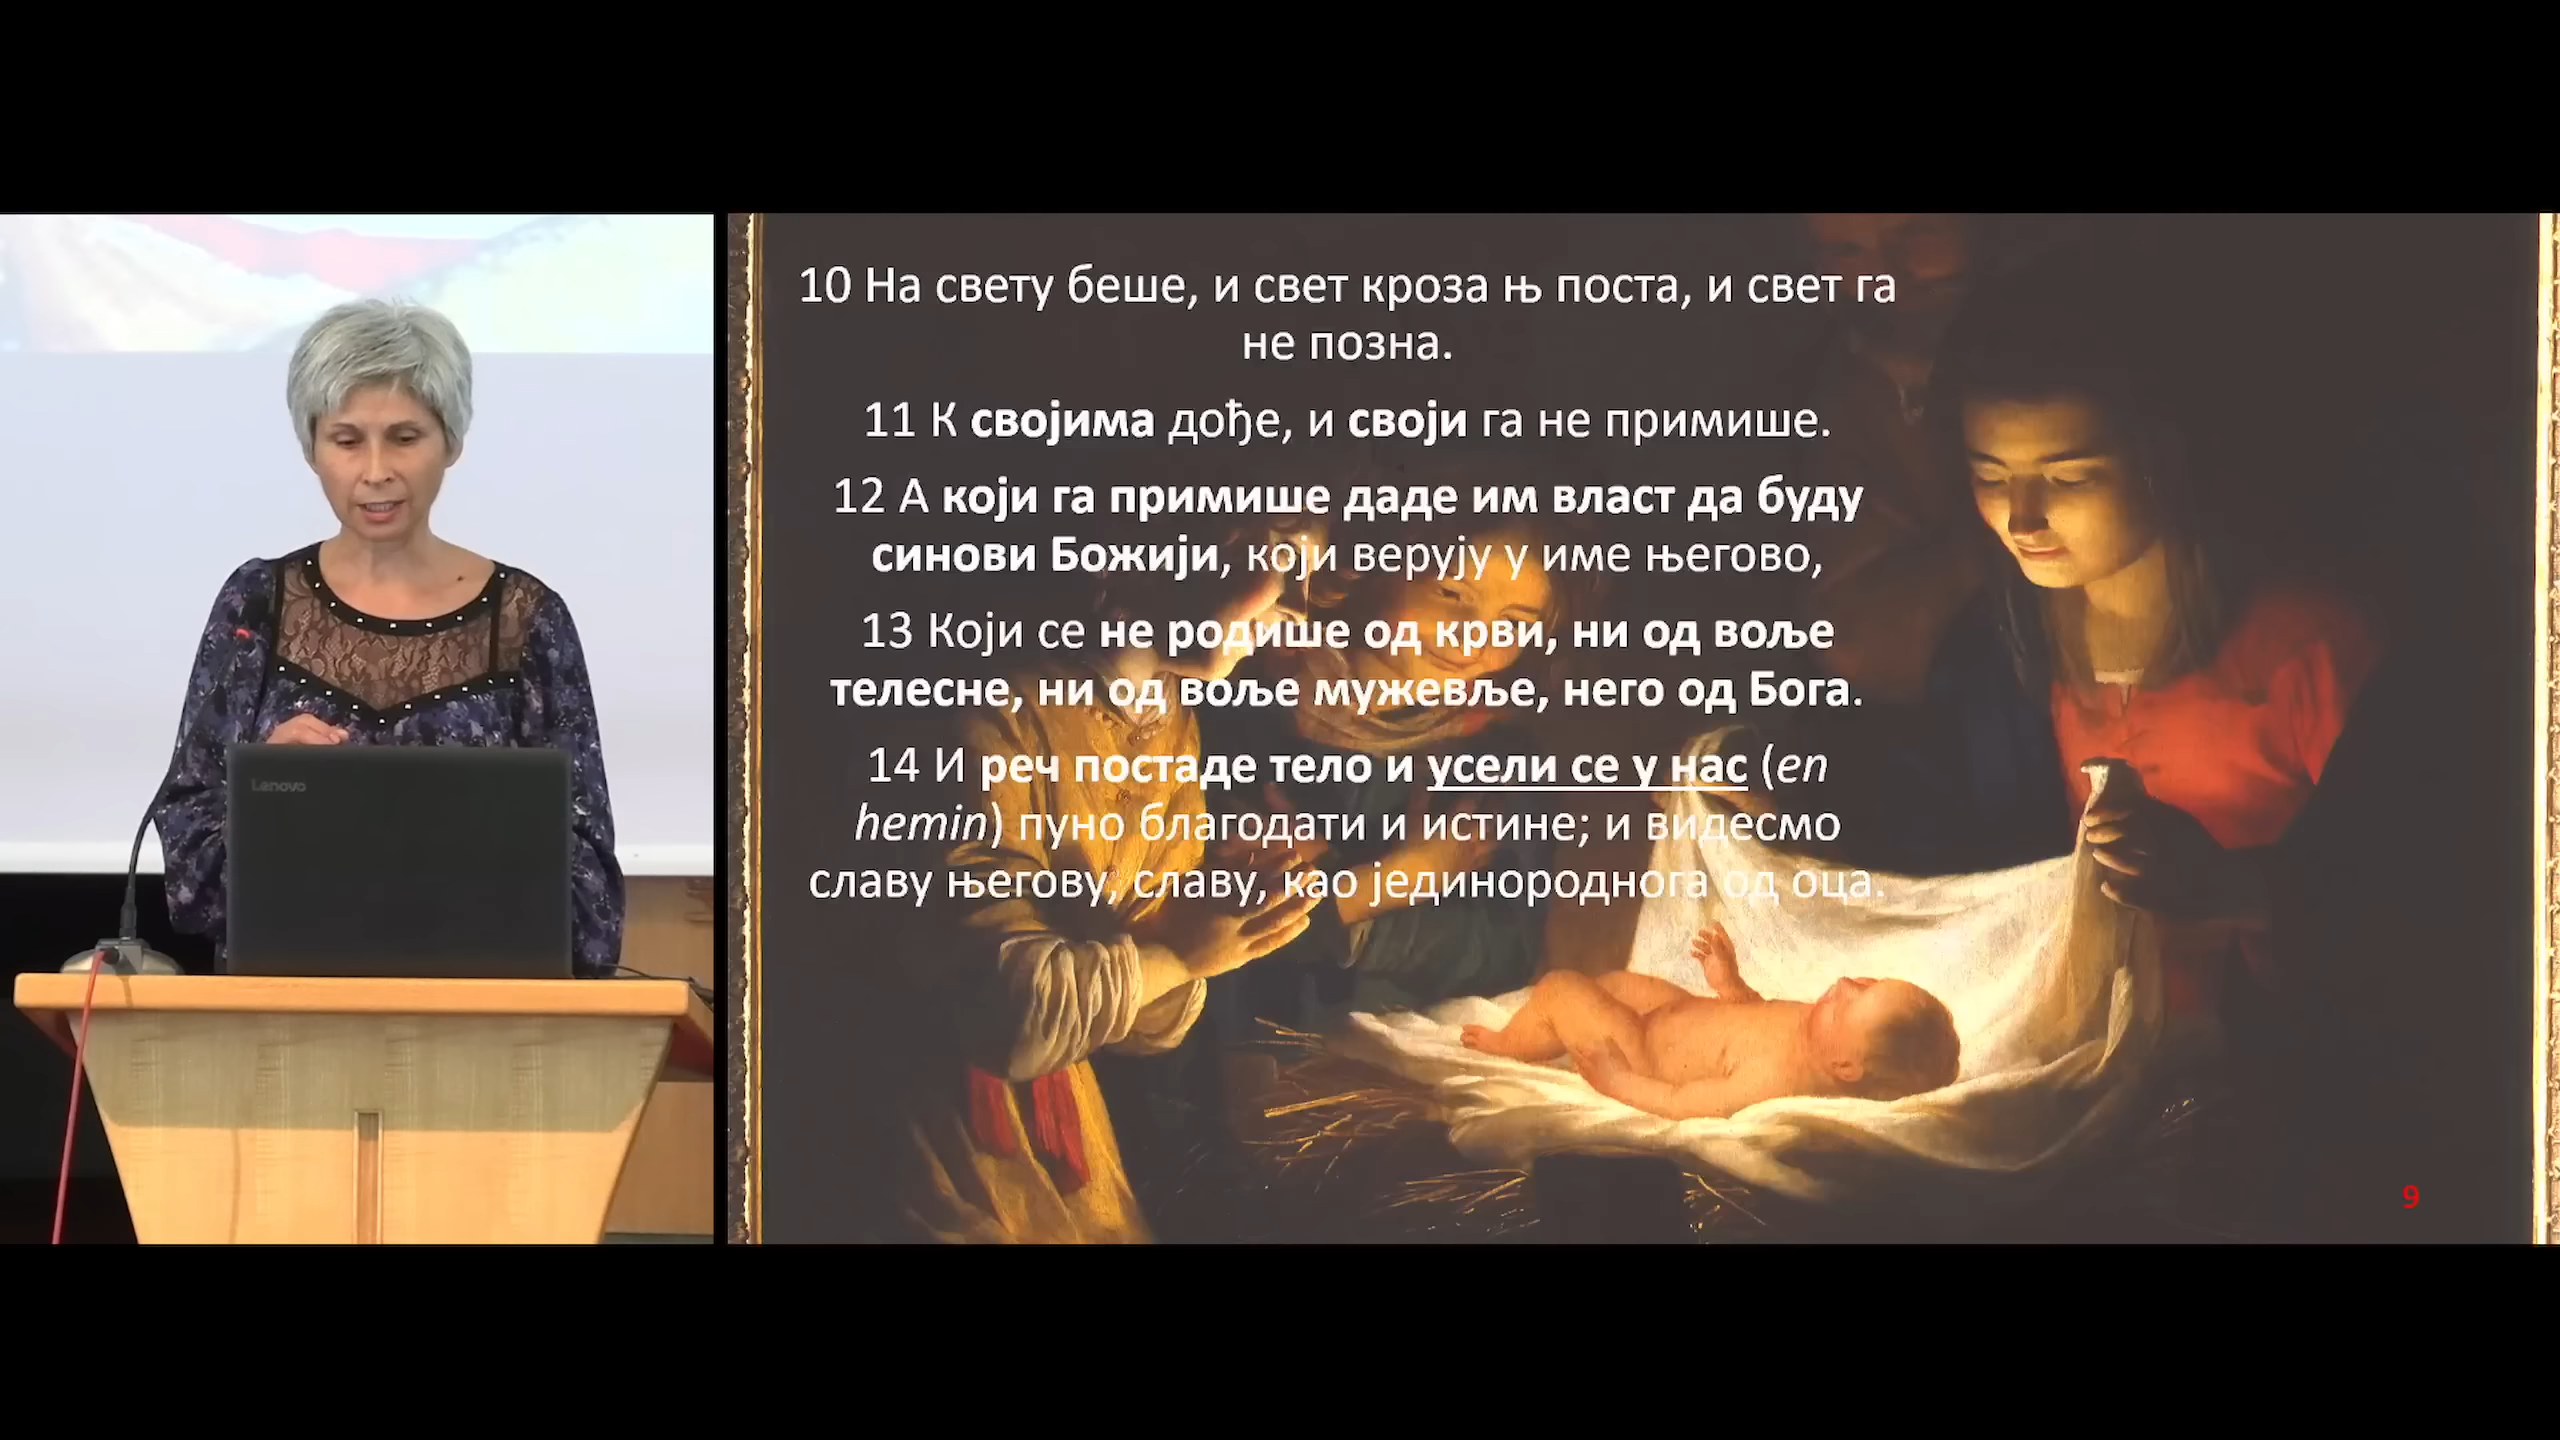 10 На свету беше, и свет кроза њ поста, и свет га
не позна.
11 К својима дође, и своји га не примише.
12 А који га примише даде им власт да буду
синови Божији, који верују у име његово,
13 Који се не родише од крви, ни од воље
телесне, ни од воље мужевље, него од Бога.
14 И реч постаде тело и усели се у нас (en
hemin) пуно благодати и истине; и видесмо
славу његову, славу, као јединороднога од оца.
9
Lenovo